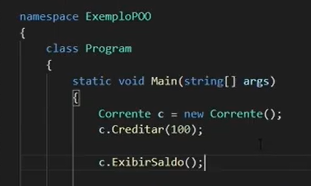 namespace ExemploPOO
{
class Program
{
static void Main(string[] args)
{
Corrente c = new Corrente();
c.Creditar(100);
c.ExibirSaldo();